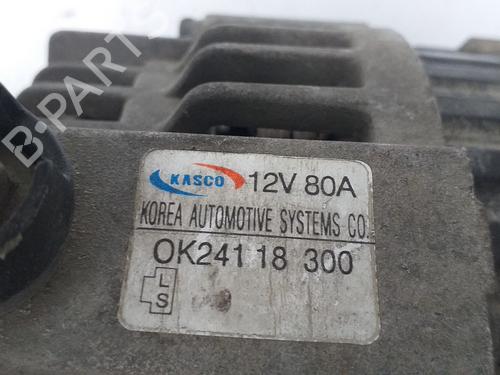 B-PARTS
KASCO 12V 80A
KOREA AUTOMOTIVE SYSTEMS CO.
OK241 18 300
L
S